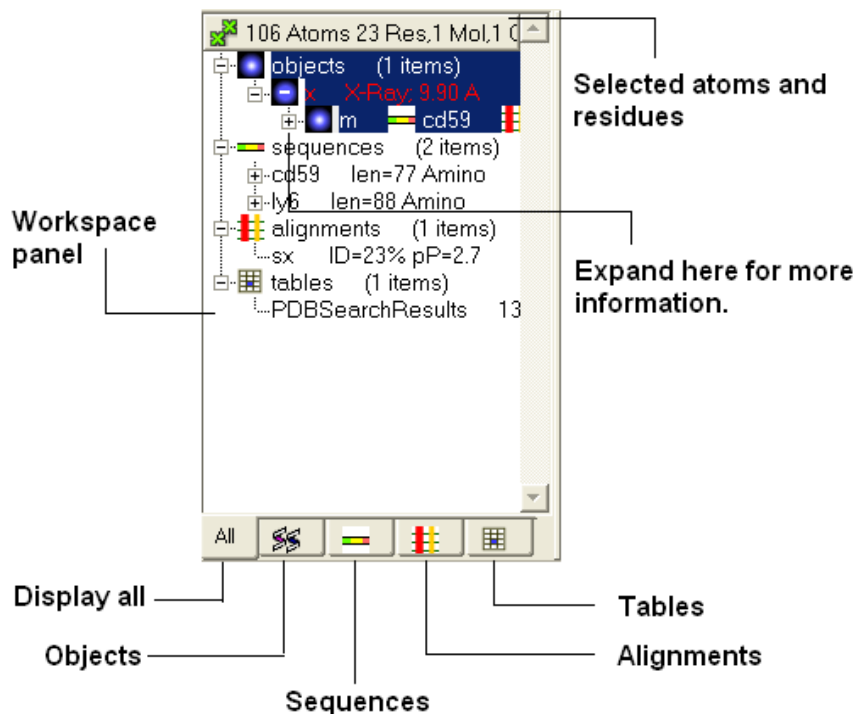 106 Atoms 23 Res,1 Mol,1
objects (1 items)
x X-Ray; 9.90 A
m cd59
sequences (2 items)
cd59 len=77 Amino
ly6 len=88 Amino
alignments (1 items)
sx ID=23% pP=2.7
tables (1 items)
PDBSearchResults 13
All
Selected atoms and
residues
Workspace
panel
Expand here for more
information.
Display all
Objects
Sequences
Alignments
Tables